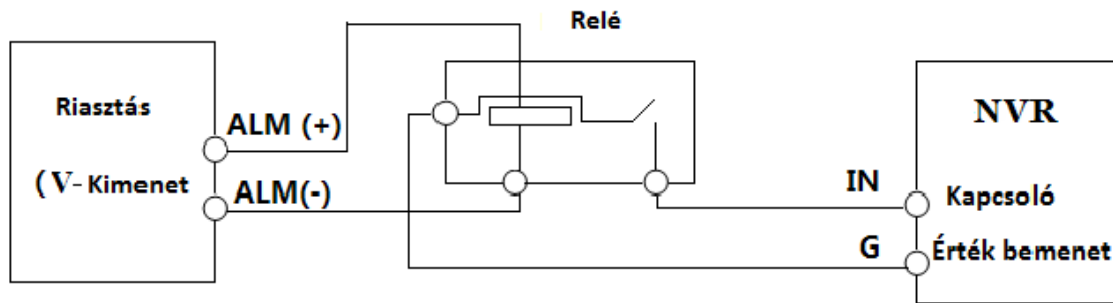 Relé
Riasztás
(V- Kimenet
ALM (+)
ALM(-)
NVR
IN
Kapcsoló
G
Érték bemenet